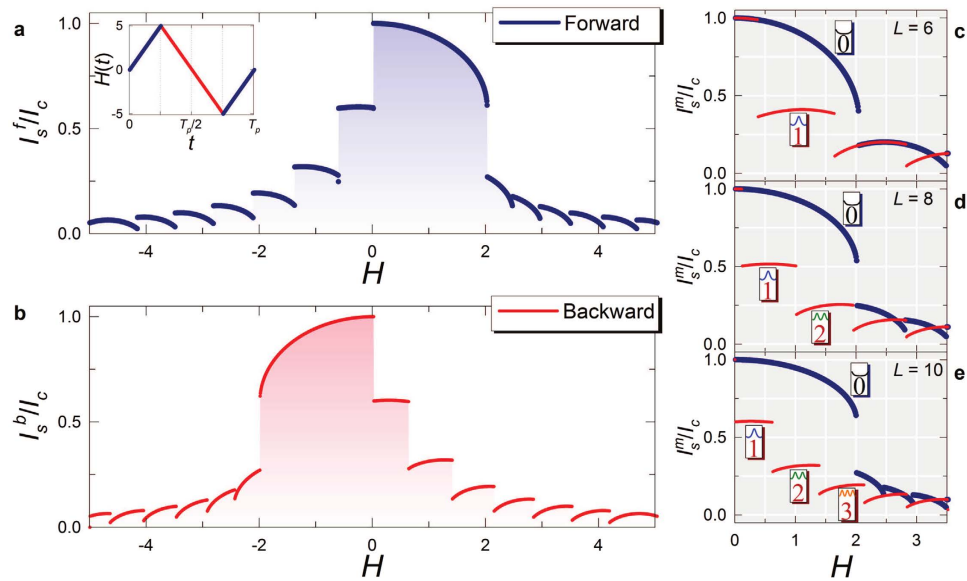 a
Forward
I_s^f/I_c
1.0
0.5
0.0
-4
-2
0
2
4
H
H(t)
5
0
-5
0
T_p/2
T_p
t
b
Backward
I_s^b/I_c
1.0
0.5
0.0
-4
-2
0
2
4
H
c
L = 6
I_s^m/I_c
1.0
0.5
0.0
0
1
d
L = 8
I_s^m/I_c
1.0
0.5
0.0
0
1
2
e
L = 10
I_s^m/I_c
1.0
0.5
0.0
0
1
2
3
0
1
2
3
H